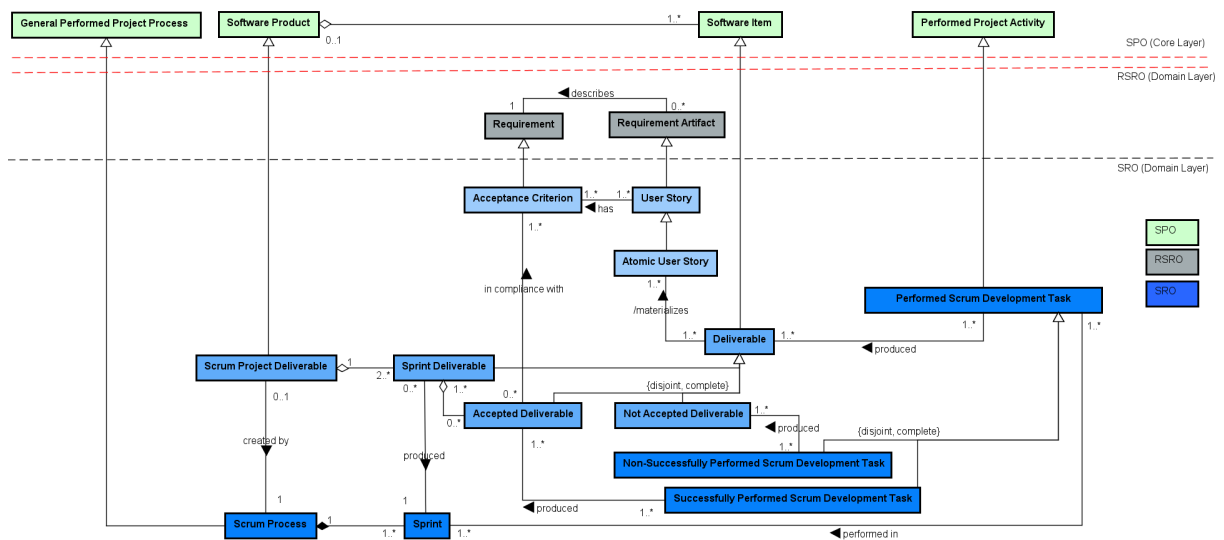 General Performed Project Process
Software Product
Software Item
Performed Project Activity
0..1
1..*
SPO (Core Layer)
RSRO (Domain Layer)
describes
1
0..*
Requirement
Requirement Artifact
SRO (Domain Layer)
Acceptance Criterion
1..*
1..*
User Story
has
1..*
SPO
Atomic User Story
RSRO
1..*
in compliance with
SRO
Performed Scrum Development Task
/materializes
1..*
1..*
1..*
1..*
Deliverable
produced
Scrum Project Deliverable
1
2..*
Sprint Deliverable
0..*
1..*
{disjoint, complete}
0..1
0..*
Accepted Deliverable
Not Accepted Deliverable
1..*
0..*
produced
{disjoint, complete}
created by
1..*
1..*
produced
Non-Successfully Performed Scrum Development Task
1
1
Successfully Performed Scrum Development Task
produced
1..*
Scrum Process
1
1..*
Sprint
1..*
performed in